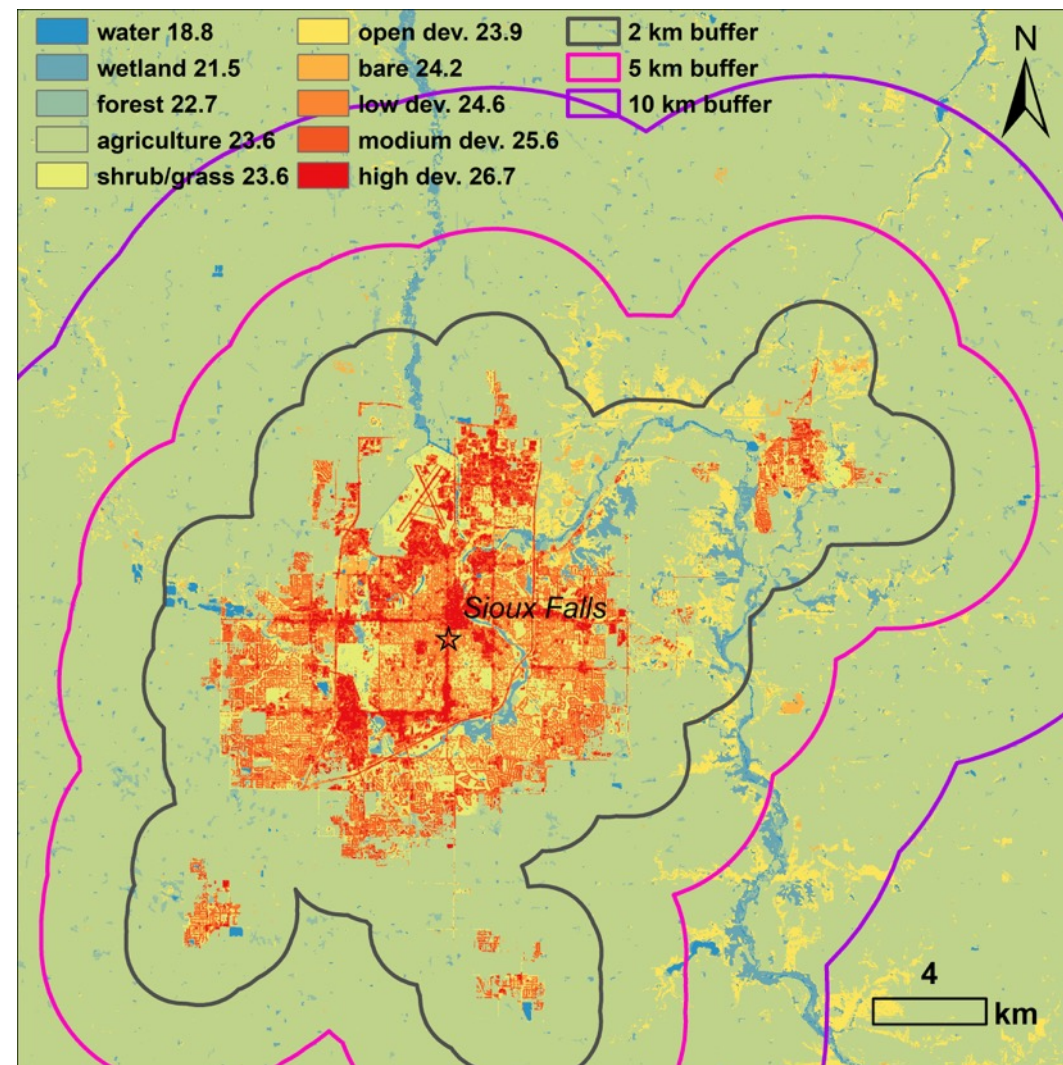 water 18.8
wetland 21.5
forest 22.7
agriculture 23.6
shrub/grass 23.6
open dev. 23.9
bare 24.2
low dev. 24.6
modium dev. 25.6
high dev. 26.7
2 km buffer
5 km buffer
10 km buffer
N
Sioux Falls
4
km